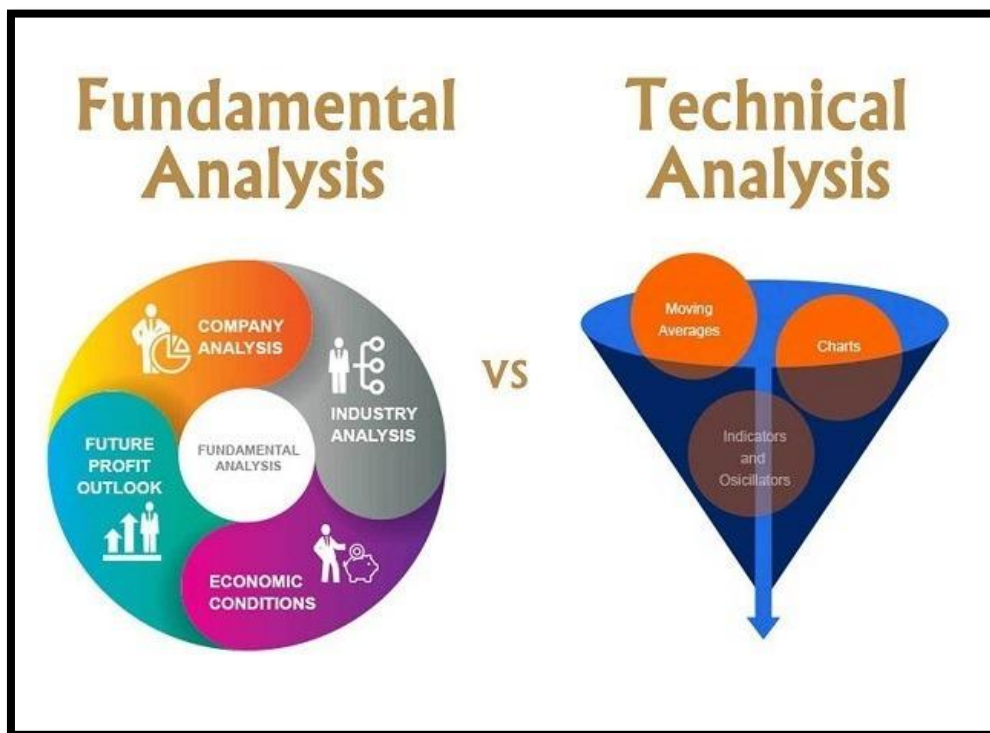 Fundamental
Analysis
Technical
Analysis
vs
COMPANY
ANALYSIS
INDUSTRY
ANALYSIS
FUTURE
PROFIT
OUTLOOK
FUNDAMENTAL
ANALYSIS
ECONOMIC
CONDITIONS
Moving
Averages
Charts
Indicators
and
Osicillators